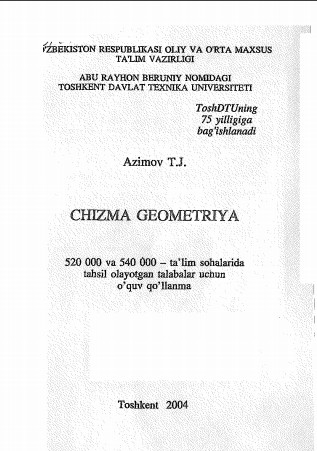 O'ZBEKISTON RESPUBLIKASI OLIY VA O'RTA MAXSUS
TA'LIM VAZIRLIGI
ABU RAYHON BERUNIY NOMIDAGI
TOSHKENT DAVLAT TEXNIKA UNIVERSITETI
ToshDTUning
75 yilligiga
bag'ishlanadi
Azimov T.J.
CHIZMA GEOMETRIYA
520 000 va 540 000 – ta'lim sohalarida
tahsil olayotgan talabalar uchun
o'quv qo'llanma
Toshkent 2004